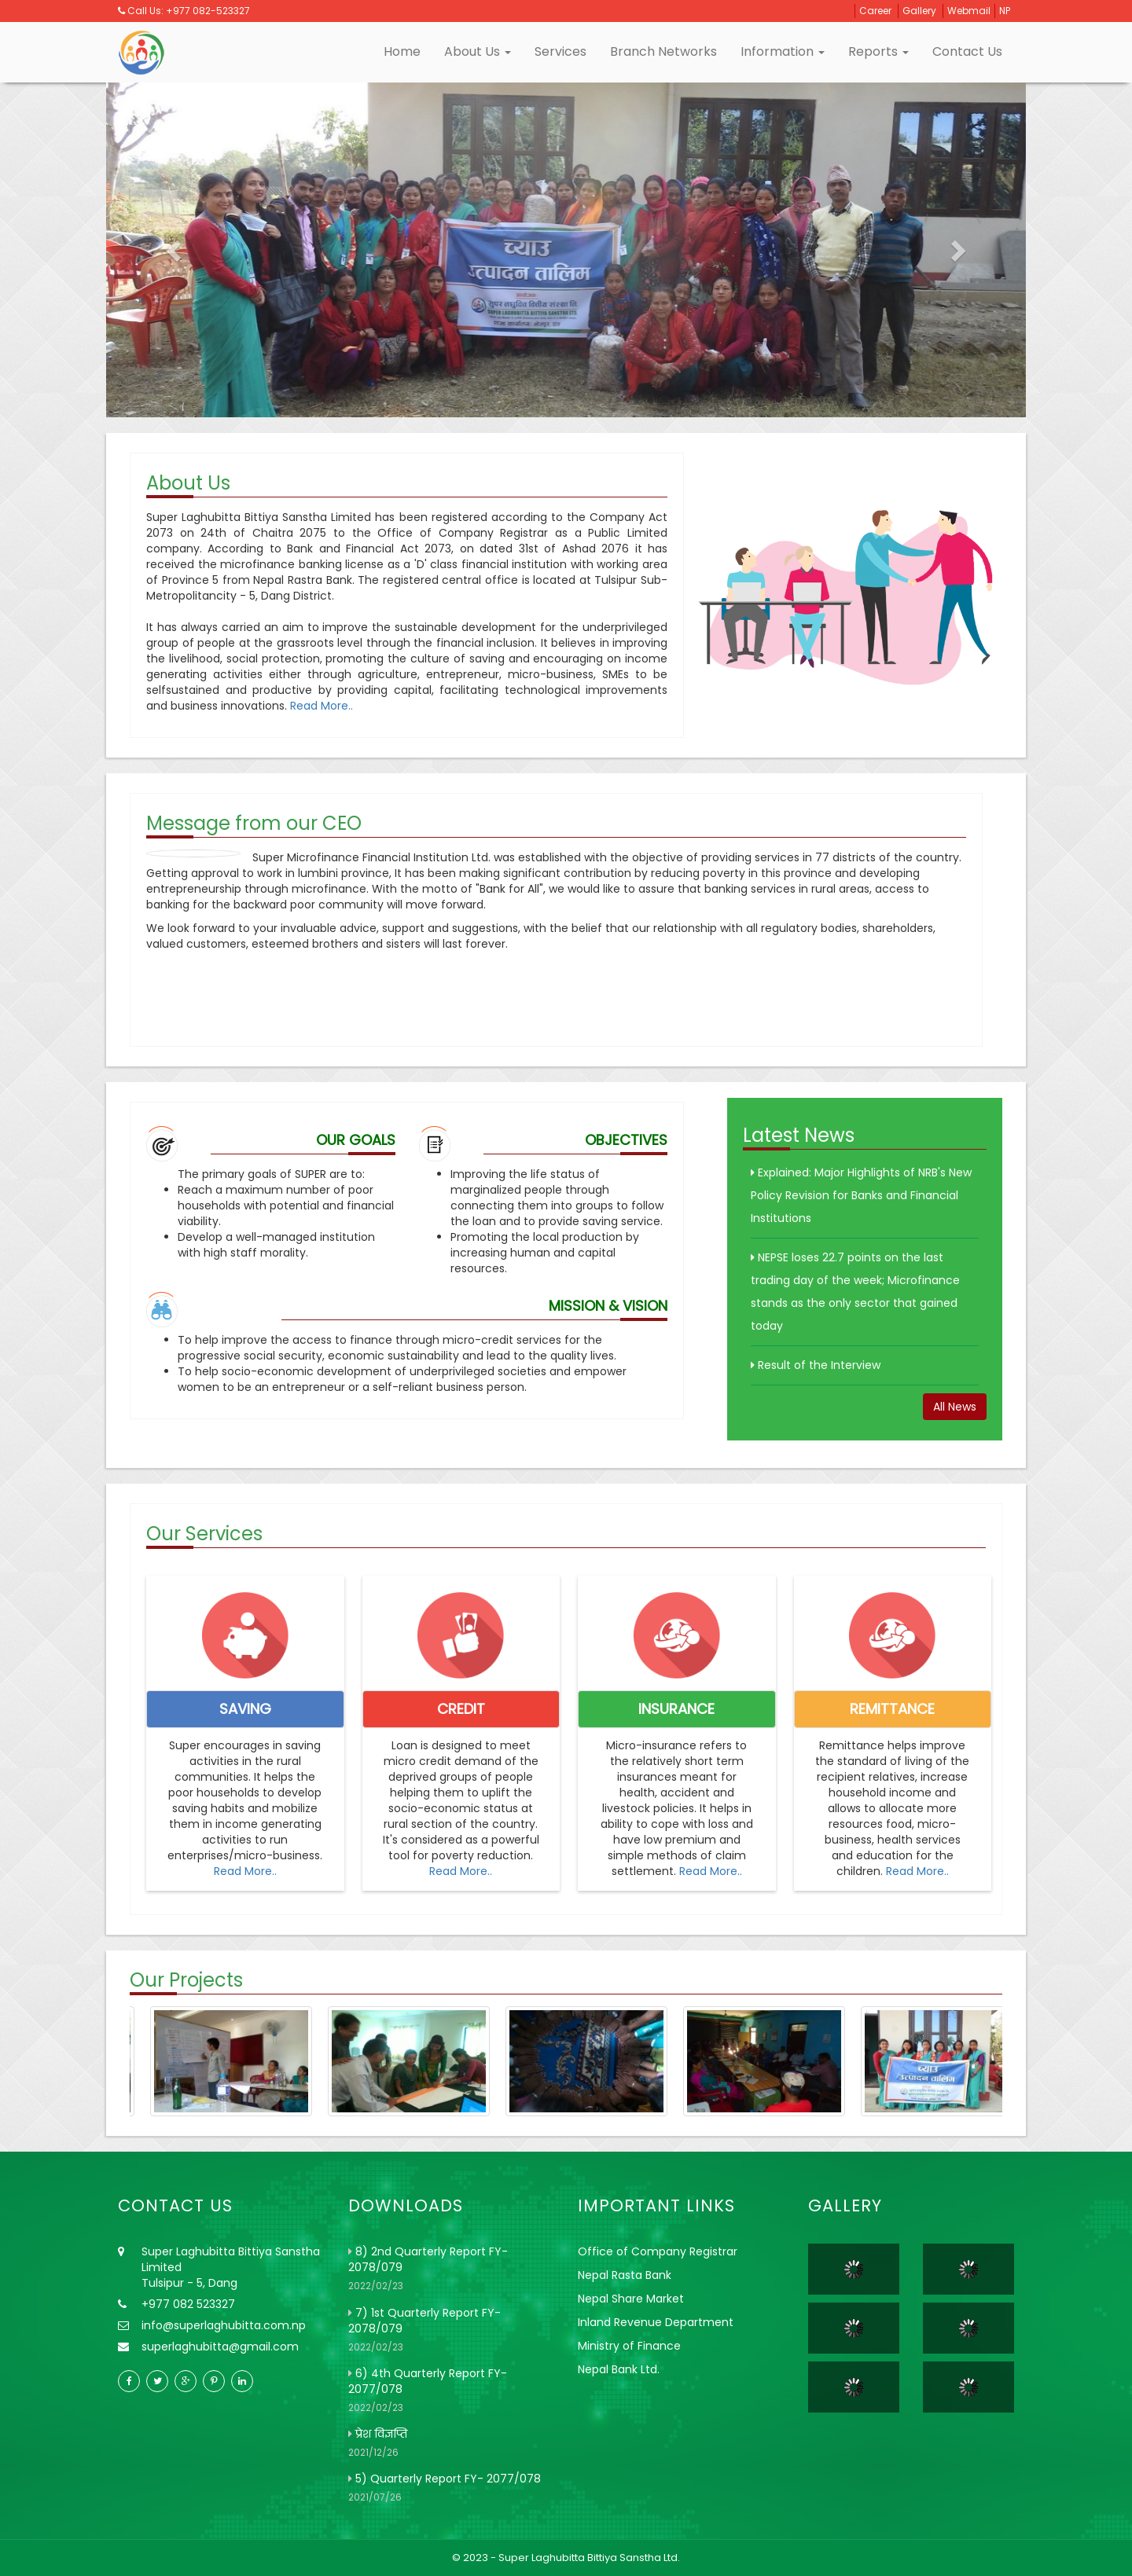 Call Us: +977 082-523327
Career
Gallery
Webmail
NP
Home
About Us
Services
Branch Networks
Information
Reports
Contact Us
च्याउ
उत्पादन तालिम
सुपर लघुवित्त वित्तीय संस्था लि.
SUPER LAGHUBITTA BITTIYA SANSTHA LTD.
About Us
Super Laghubitta Bittiya Sanstha Limited has been registered according to the Company Act
2073 on 24th of Chaitra 2075 to the Office of Company Registrar as a Public Limited
company. According to Bank and Financial Act 2073, on dated 31st of Ashad 2076 it has
received the microfinance banking license as a 'D' class financial institution with working area
of Province 5 from Nepal Rastra Bank. The registered central office is located at Tulsipur Sub-
Metropolitancity - 5, Dang District.
It has always carried an aim to improve the sustainable development for the underprivileged
group of people at the grassroots level through the financial inclusion. It believes in improving
the livelihood, social protection, promoting the culture of saving and encouraging on income
generating activities either through agriculture, entrepreneur, micro-business, SMEs to be
selfsustained and productive by providing capital, facilitating technological improvements
and business innovations. Read More..
Message from our CEO
Super Microfinance Financial Institution Ltd. was established with the objective of providing services in 77 districts of the country.
Getting approval to work in lumbini province, It has been making significant contribution by reducing poverty in this province and developing
entrepreneurship through microfinance. With the motto of "Bank for All", we would like to assure that banking services in rural areas, access to
banking for the backward poor community will move forward.
We look forward to your invaluable advice, support and suggestions, with the belief that our relationship with all regulatory bodies, shareholders,
valued customers, esteemed brothers and sisters will last forever.
OUR GOALS
The primary goals of SUPER are to:
Reach a maximum number of poor
households with potential and financial
viability.
Develop a well-managed institution
with high staff morality.
OBJECTIVES
Improving the life status of
marginalized people through
connecting them into groups to follow
the loan and to provide saving service.
Promoting the local production by
increasing human and capital
resources.
MISSION & VISION
To help improve the access to finance through micro-credit services for the
progressive social security, economic sustainability and lead to the quality lives.
To help socio-economic development of underprivileged societies and empower
women to be an entrepreneur or a self-reliant business person.
Latest News
Explained: Major Highlights of NRB's New
Policy Revision for Banks and Financial
Institutions
NEPSE loses 22.7 points on the last
trading day of the week; Microfinance
stands as the only sector that gained
today
Result of the Interview
All News
Our Services
SAVING
Super encourages in saving
activities in the rural
communities. It helps the
poor households to develop
saving habits and mobilize
them in income generating
activities to run
enterprises/micro-business.
Read More..
CREDIT
Loan is designed to meet
micro credit demand of the
deprived groups of people
helping them to uplift the
socio-economic status at
rural section of the country.
It's considered as a powerful
tool for poverty reduction.
Read More..
INSURANCE
Micro-insurance refers to
the relatively short term
insurances meant for
health, accident and
livestock policies. It helps in
ability to cope with loss and
have low premium and
simple methods of claim
settlement. Read More..
REMITTANCE
Remittance helps improve
the standard of living of the
recipient relatives, increase
household income and
allows to allocate more
resources food, micro-
business, health services
and education for the
children. Read More..
Our Projects
च्याउ
उत्पादन तालिम
CONTACT US
Super Laghubitta Bittiya Sanstha
Limited
Tulsipur - 5, Dang
+977 082 523327
info@superlaghubitta.com.np
superlaghubitta@gmail.com
DOWNLOADS
8) 2nd Quarterly Report FY-
2078/079
2022/02/23
7) 1st Quarterly Report FY-
2078/079
2022/02/23
6) 4th Quarterly Report FY-
2077/078
2022/02/23
प्रेश विज्ञप्ति
2021/12/26
5) Quarterly Report FY- 2077/078
2021/07/26
IMPORTANT LINKS
Office of Company Registrar
Nepal Rasta Bank
Nepal Share Market
Inland Revenue Department
Ministry of Finance
Nepal Bank Ltd.
GALLERY
© 2023 - Super Laghubitta Bittiya Sanstha Ltd.